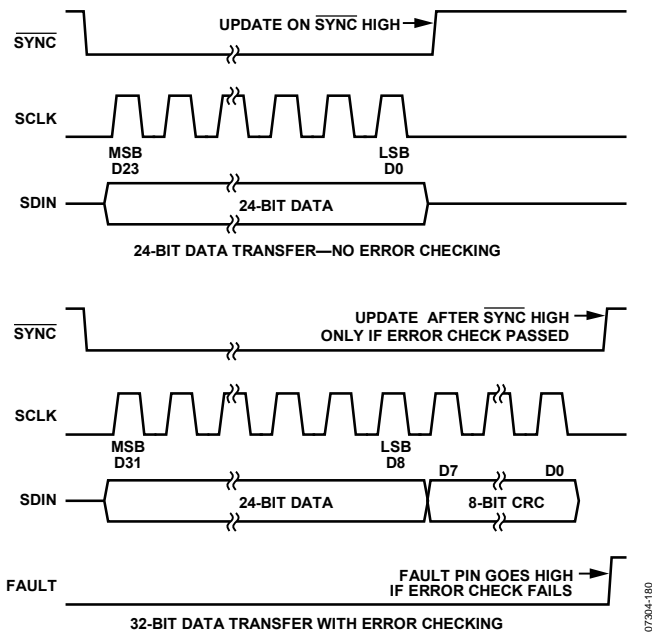 UPDATE ON SYNC HIGH
SYNC
SCLK
MSB
D23
LSB
D0
SDIN
24-BIT DATA
24-BIT DATA TRANSFER—NO ERROR CHECKING
UPDATE AFTER SYNC HIGH
ONLY IF ERROR CHECK PASSED
SYNC
SCLK
MSB
D31
LSB
D8
D7
D0
SDIN
24-BIT DATA
8-BIT CRC
FAULT
FAULT PIN GOES HIGH
IF ERROR CHECK FAILS
32-BIT DATA TRANSFER WITH ERROR CHECKING
07304-180